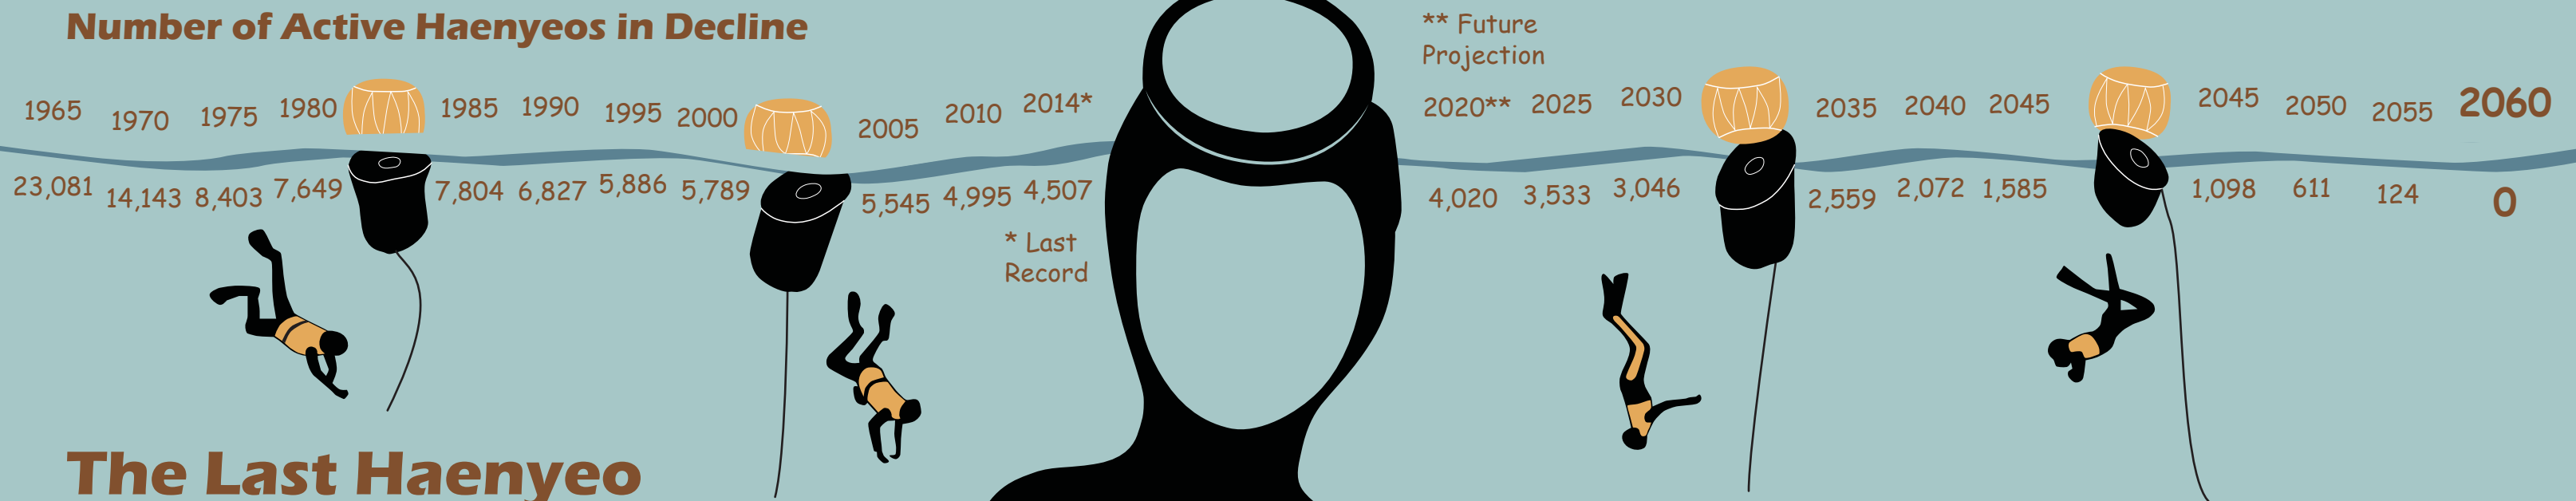 Number of Active Haenyeos in Decline
** Future
Projection
1965 1970 1975 1980 1985 1990 1995 2000 2005 2010 2014* 2020** 2025 2030 2035 2040 2045 2045 2050 2055 2060
23,081 14,143 8,403 7,649 7,804 6,827 5,886 5,789 5,545 4,995 4,507 4,020 3,533 3,046 2,559 2,072 1,585 1,098 611 124 0
* Last
Record
The Last Haenyeo